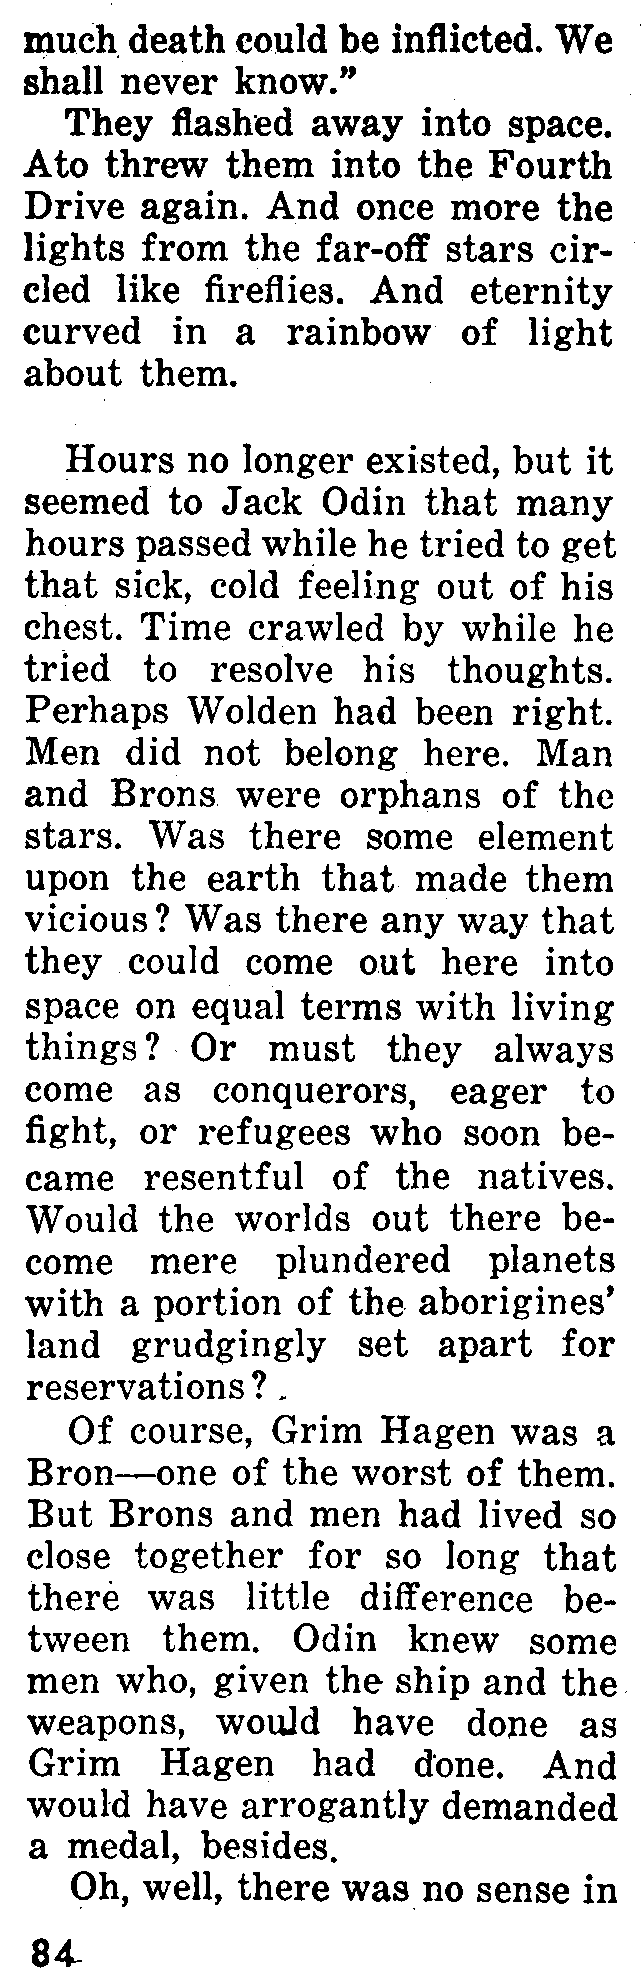 much death could be inflicted. We
shall never know.”
They flashed away into space.
Ato threw them into the Fourth
Drive again. And once more the
lights from the far-off stars cir-
cled like fireflies. And eternity
curved in a rainbow of light
about them.
Hours no longer existed, but it
seemed to Jack Odin that many
hours passed while he tried to get
that sick, cold feeling out of his
chest. Time crawled by while he
tried to resolve his thoughts.
Perhaps Wolden had been right.
Men did not belong here. Man
and Brons were orphans of the
stars. Was there some element
upon the earth that made them
vicious? Was there any way that
they could come out here into
space on equal terms with living
things? Or must they always
come as conquerors, eager to
fight, or refugees who soon be-
came resentful of the natives.
Would the worlds out there be-
come mere plundered planets
with a portion of the aborigines’
land grudgingly set apart for
reservations?
Of course, Grim Hagen was a
Bron—one of the worst of them.
But Brons and men had lived so
close together for so long that
there was little difference be-
tween them. Odin knew some
men who, given the ship and the
weapons, would have done as
Grim Hagen had done. And
would have arrogantly demanded
a medal, besides.
Oh, well, there was no sense in
84